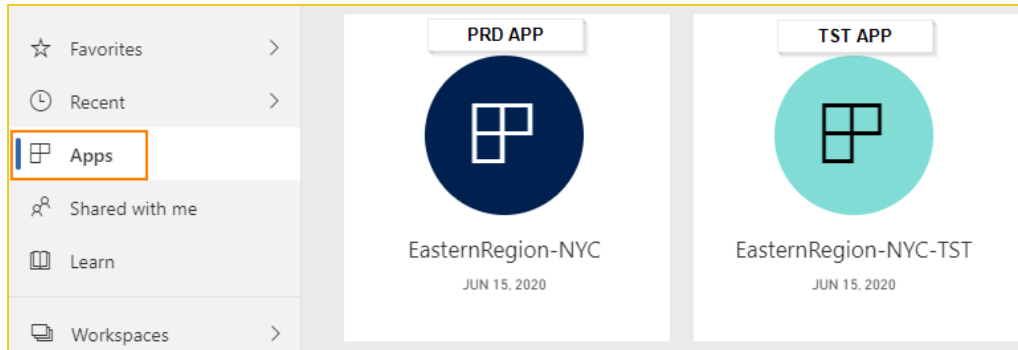 Favorites
Recent
Apps
Shared with me
Learn
Workspaces
PRD APP
EasternRegion-NYC
JUN 15, 2020
TST APP
EasternRegion-NYC-TST
JUN 15, 2020